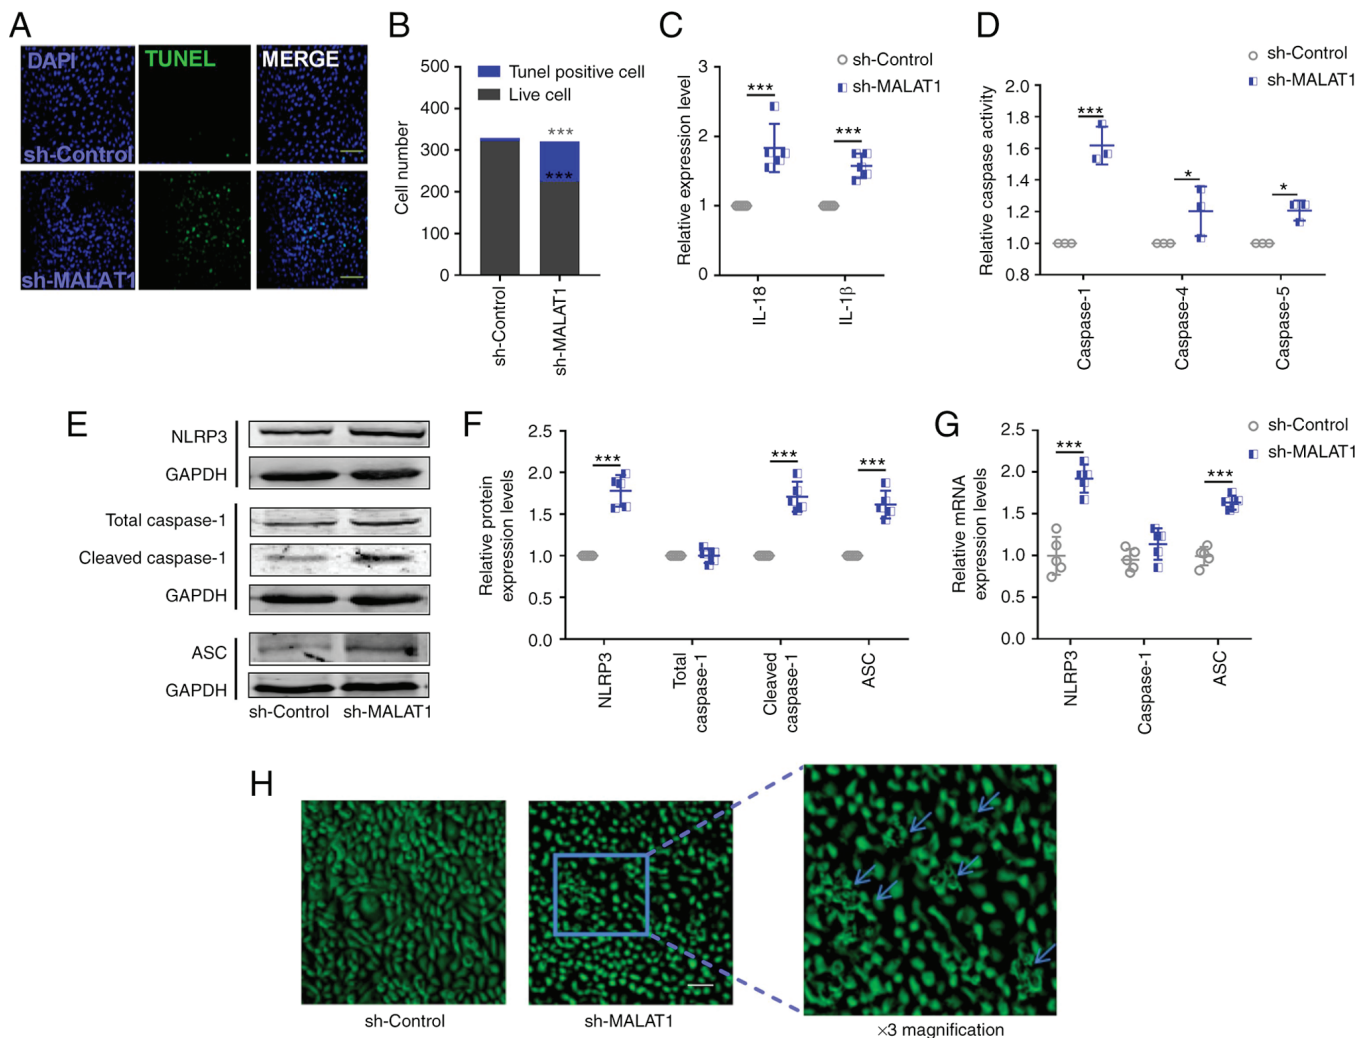 A
DAPI
TUNEL
MERGE
sh-Control
sh-MALAT1
B
Cell number
500
400
300
200
100
0
Tunel positive cell
Live cell
***
***
sh-Control
sh-MALAT1
C
Relative expression level
3
2
1
0
sh-Control
sh-MALAT1
***
***
IL-18
IL-1β
D
Relative caspase activity
2.0
1.8
1.6
1.4
1.2
1.0
0.8
sh-Control
sh-MALAT1
***
*
*
Caspase-1
Caspase-4
Caspase-5
E
NLRP3
GAPDH
Total caspase-1
Cleaved caspase-1
GAPDH
ASC
GAPDH
sh-Control
sh-MALAT1
F
Relative protein
expression levels
2.5
2.0
1.5
1.0
0.5
0.0
***
***
***
NLRP3
Total
caspase-1
Cleaved
caspase-1
ASC
G
Relative mRNA
expression levels
2.5
2.0
1.5
1.0
0.5
0.0
sh-Control
sh-MALAT1
***
***
NLRP3
Caspase-1
ASC
H
sh-Control
sh-MALAT1
×3 magnification